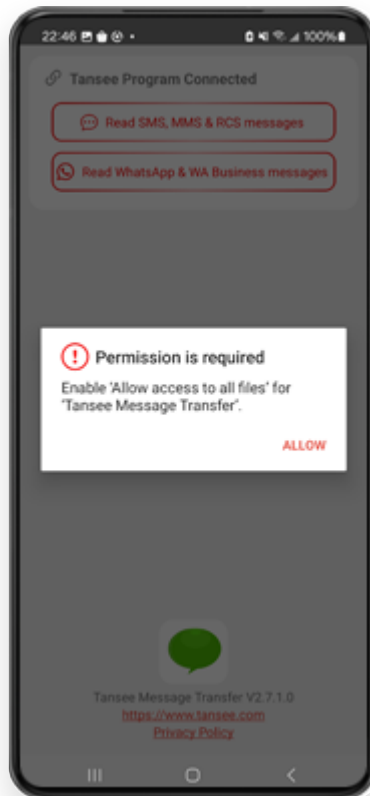 22:46
100%
Tansee Program Connected
Read SMS, MMS & RCS messages
Read WhatsApp & WA Business messages
Permission is required
Enable 'Allow access to all files' for
'Tansee Message Transfer'.
ALLOW
Tansee Message Transfer V2.7.1.0
https://www.tansee.com
Privacy Policy